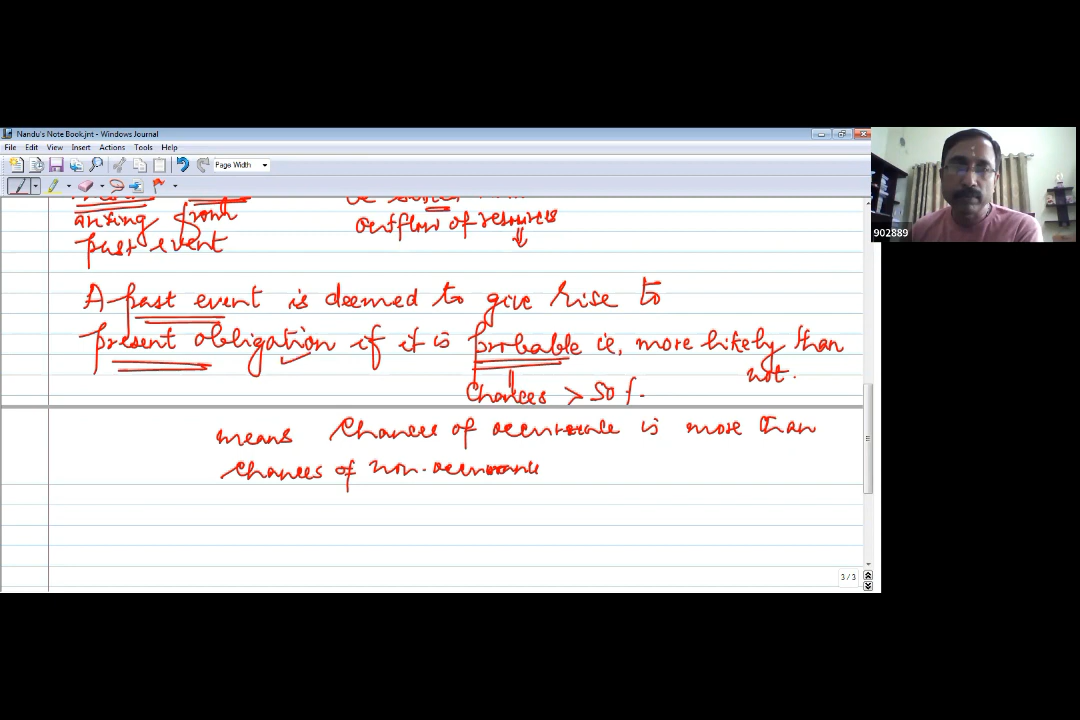 Nandu's Note Book.jnt - Windows Journal
File Edit View Insert Actions Tools Help
Page Width
902889
arising from
outflow of resources
past event
A past event is deemed to give rise to
present obligation if it is probable ie, more likely than
not.
Chances > 50%.
means Chances of occurrence is more than
chances of non-occurrence
3 / 3